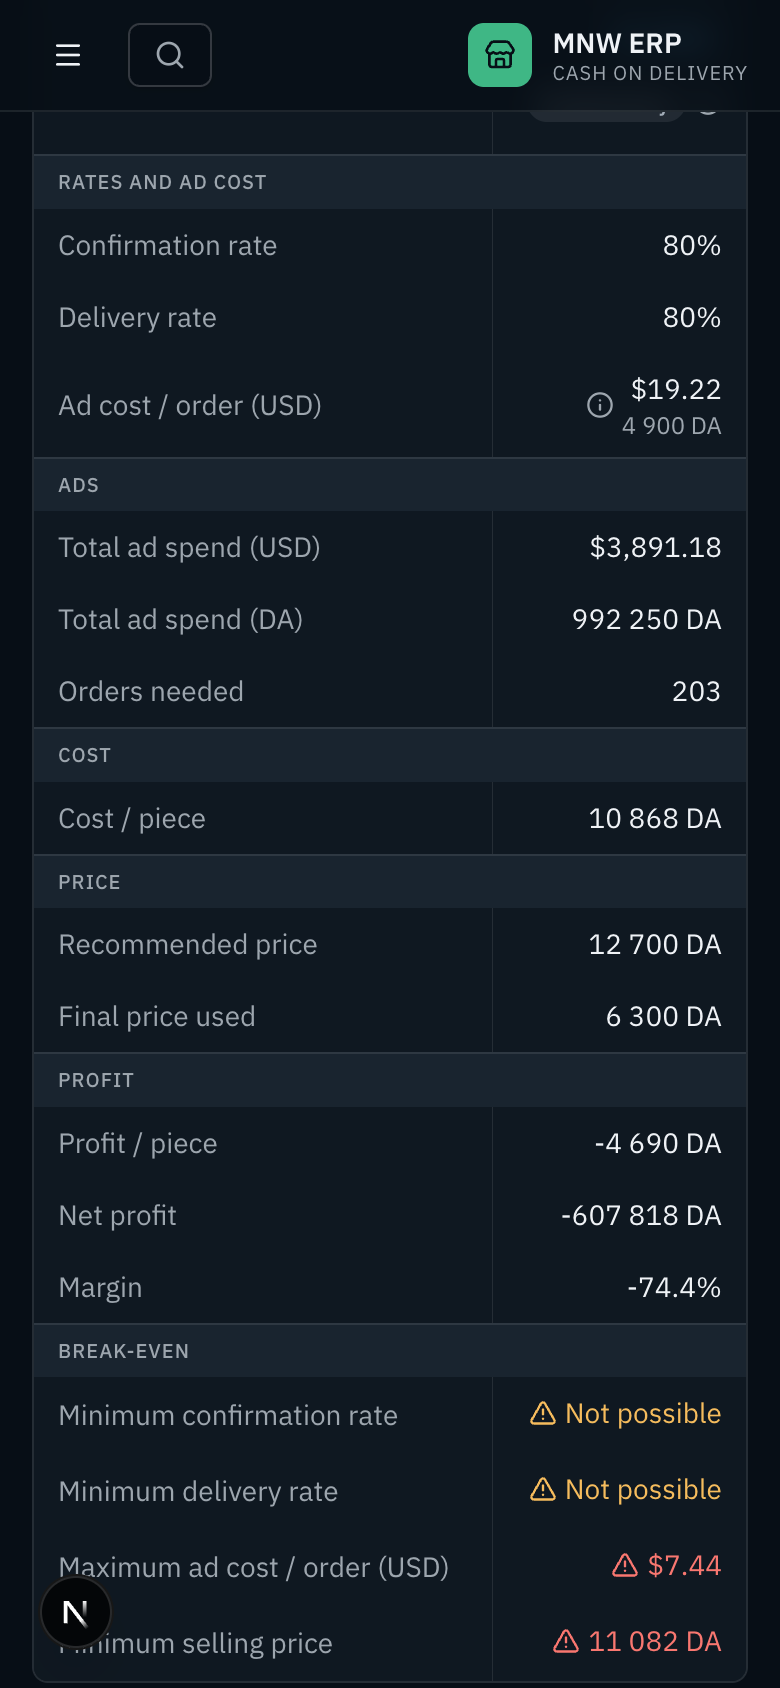 MNW ERP
CASH ON DELIVERY
RATES AND AD COST
Confirmation rate
80%
Delivery rate
80%
Ad cost / order (USD)
$19.22
4 900 DA
ADS
Total ad spend (USD)
$3,891.18
Total ad spend (DA)
992 250 DA
Orders needed
203
COST
Cost / piece
10 868 DA
PRICE
Recommended price
12 700 DA
Final price used
6 300 DA
PROFIT
Profit / piece
-4 690 DA
Net profit
-607 818 DA
Margin
-74.4%
BREAK-EVEN
Minimum confirmation rate
Not possible
Minimum delivery rate
Not possible
Maximum ad cost / order (USD)
$7.44
Minimum selling price
11 082 DA
N